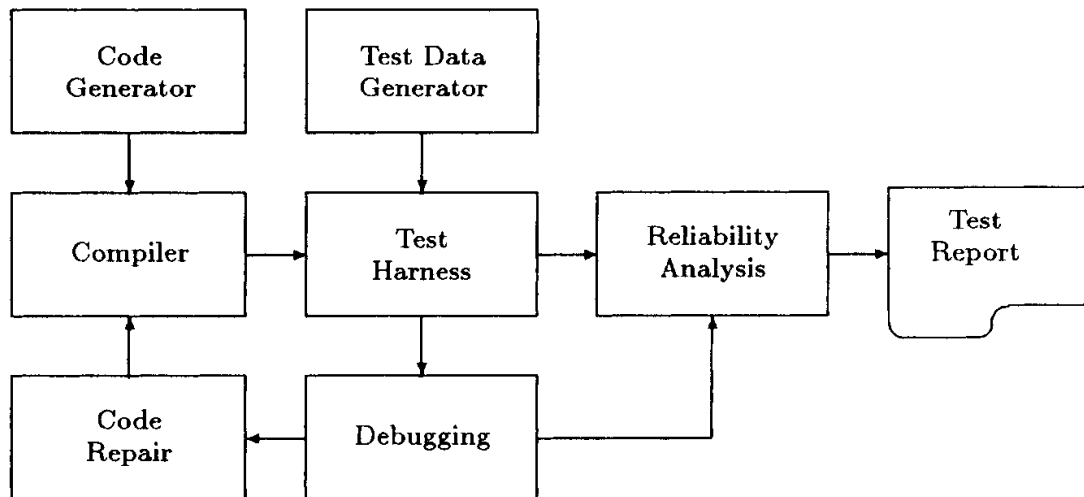 Code
Generator
Test Data
Generator
Compiler
Test
Harness
Reliability
Analysis
Test
Report
Code
Repair
Debugging